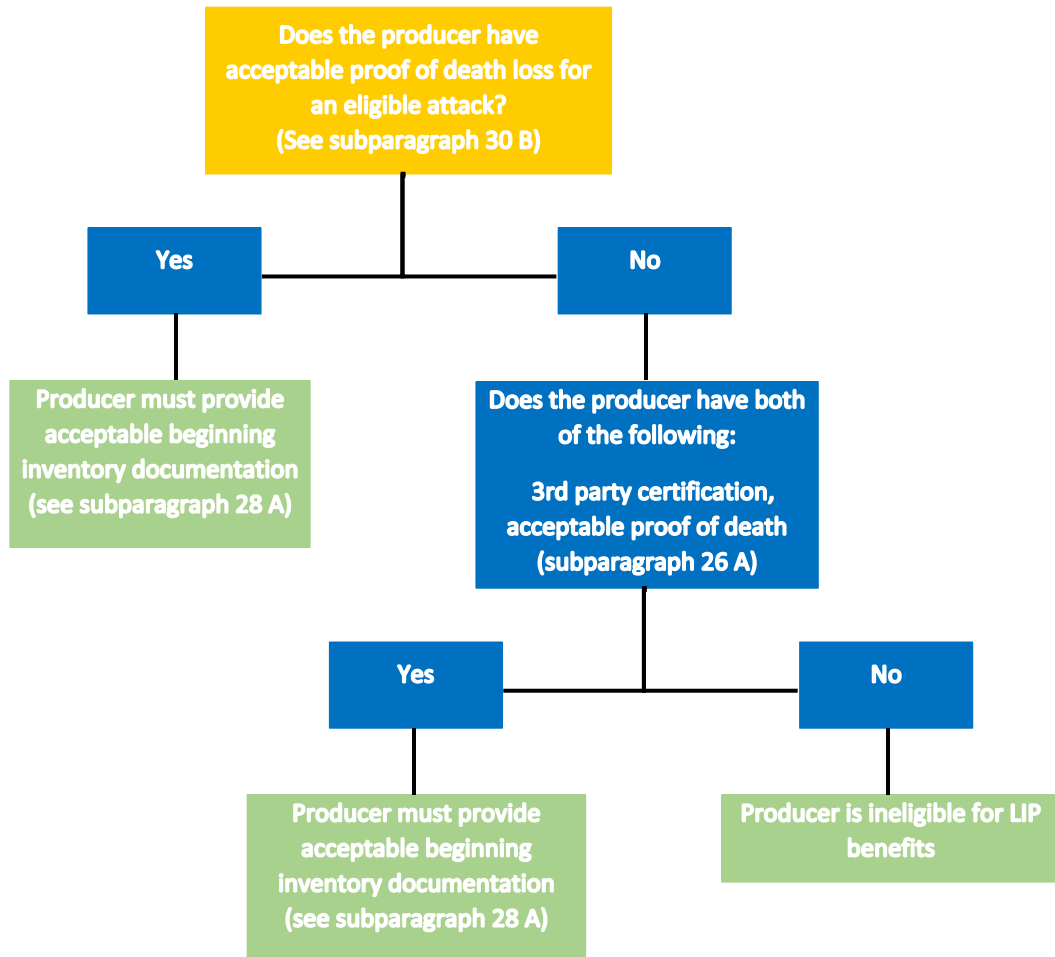 Does the producer have
acceptable proof of death loss for
an eligible attack?
(See subparagraph 30 B)
Yes
No
Producer must provide
acceptable beginning
inventory documentation
(see subparagraph 28 A)
Does the producer have both
of the following:
3rd party certification,
acceptable proof of death
(subparagraph 26 A)
Yes
No
Producer must provide
acceptable beginning
inventory documentation
(see subparagraph 28 A)
Producer is ineligible for LIP
benefits